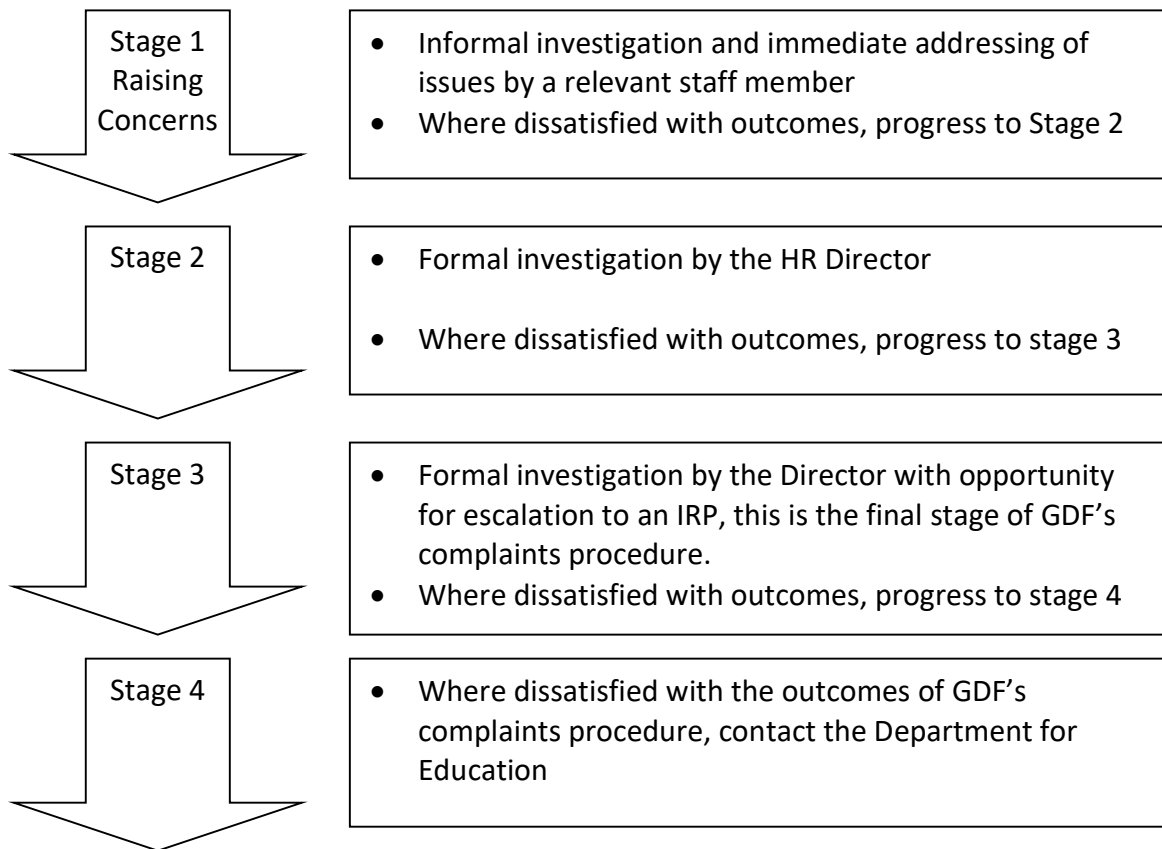 Stage 1
Raising
Concerns
• Informal investigation and immediate addressing of
issues by a relevant staff member
• Where dissatisfied with outcomes, progress to Stage 2
Stage 2
• Formal investigation by the HR Director
• Where dissatisfied with outcomes, progress to stage 3
Stage 3
• Formal investigation by the Director with opportunity
for escalation to an IRP, this is the final stage of GDF’s
complaints procedure.
• Where dissatisfied with outcomes, progress to stage 4
Stage 4
• Where dissatisfied with the outcomes of GDF’s
complaints procedure, contact the Department for
Education